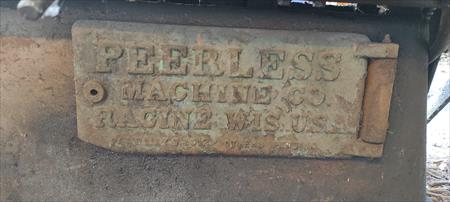 PEERLESS
MACHINE CO.
RACINE WIS. U.S.A.